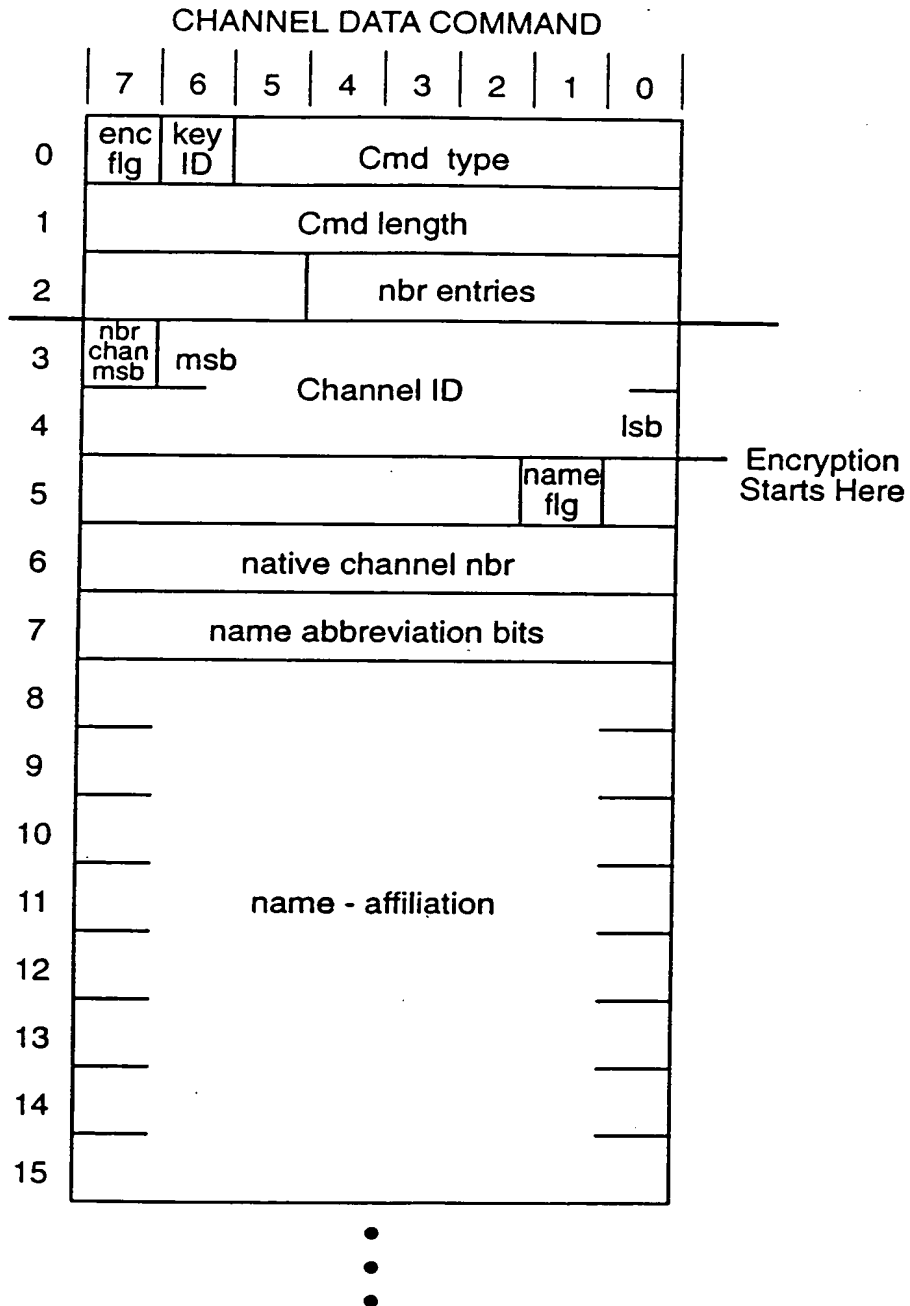 CHANNEL DATA COMMAND
7 6 5 4 3 2 1 0
0 enc flg key ID Cmd type
1 Cmd length
2 nbr entries
3 nbr chan msb msb
Channel ID
4 lsb
Encryption Starts Here
5 name flg
6 native channel nbr
7 name abbreviation bits
8
9
10
11 name - affiliation
12
13
14
15